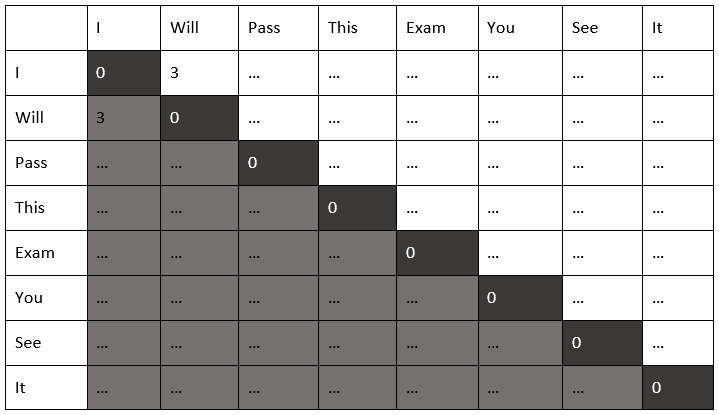 I Will Pass This Exam You See It
I 0 3 ... ... ... ... ... ...
Will 3 0 ... ... ... ... ... ...
Pass ... ... 0 ... ... ... ... ...
This ... ... ... 0 ... ... ... ...
Exam ... ... ... ... 0 ... ... ...
You ... ... ... ... ... 0 ... ...
See ... ... ... ... ... ... 0 ...
It ... ... ... ... ... ... ... 0